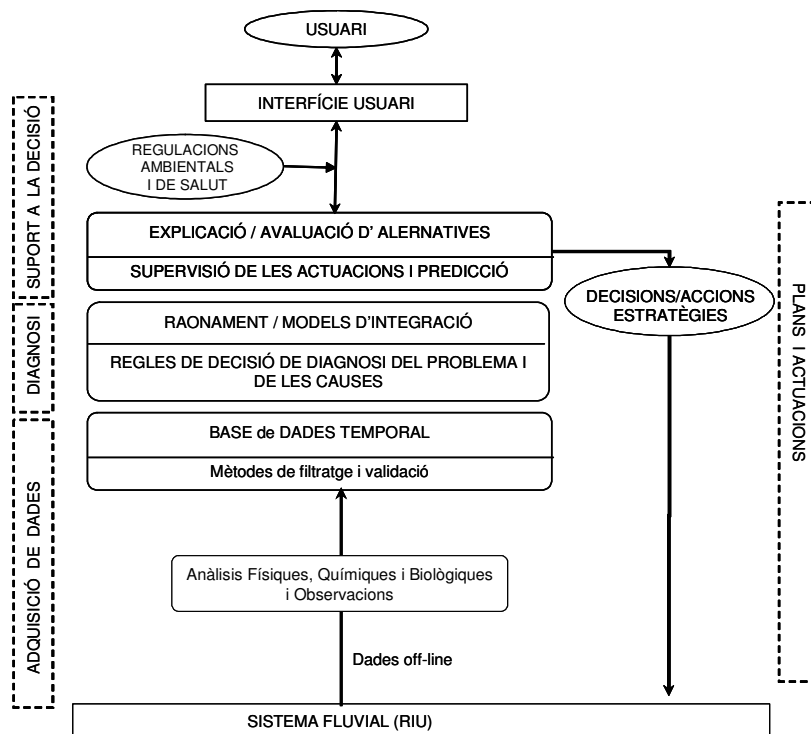 USUARI
INTERFÍCIE USUARI
REGULACIONS
AMBIENTALS
I DE SALUT
EXPLICACIÓ / AVALUACIÓ D' ALERNATIVES
SUPERVISIÓ DE LES ACTUACIONS I PREDICCIÓ
DECISIONS/ACCIONS
ESTRATÈGIES
RAONAMENT / MODELS D'INTEGRACIÓ
REGLES DE DECISIÓ DE DIAGNOSI DEL PROBLEMA I
DE LES CAUSES
BASE de DADES TEMPORAL
Mètodes de filtratge i validació
Anàlisis Físiques, Químiques i Biològiques
i Observacions
Dades off-line
SISTEMA FLUVIAL (RIU)
SUPORT A LA DECISIÓ
DIAGNOSI
ADQUISICIÓ DE DADES
PLANS I ACTUACIONS